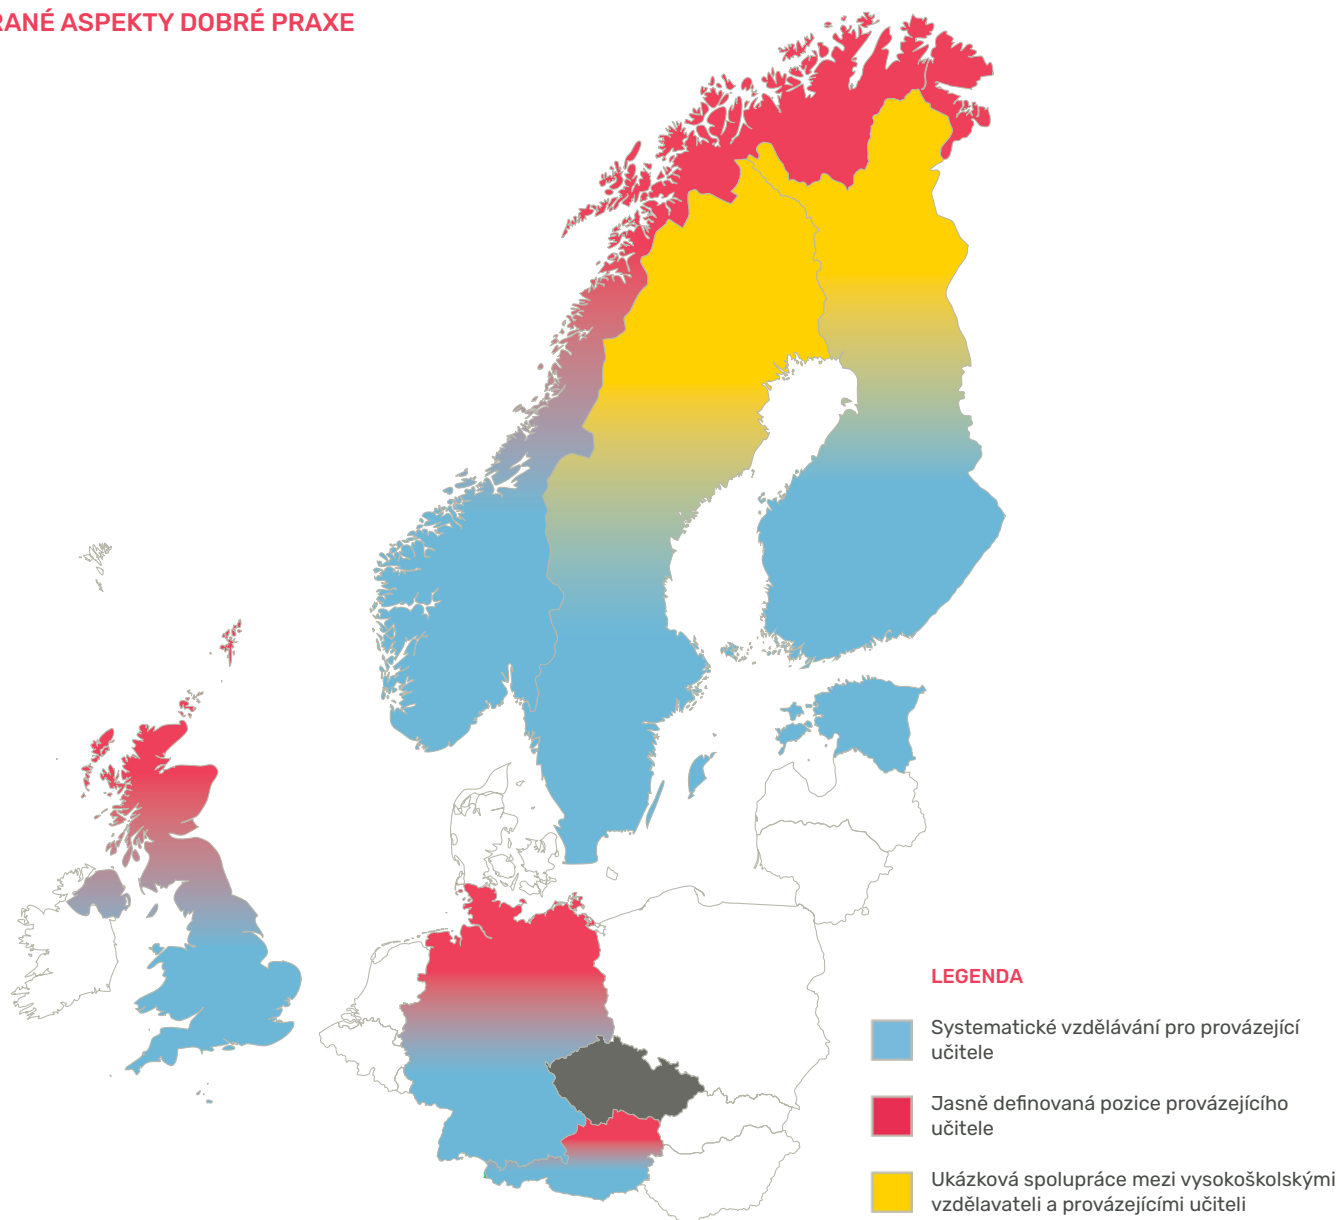 RANÉ ASPEKTY DOBRÉ PRAXE
LEGENDA
Systematické vzdělávání pro provázející
učitele
Jasně definovaná pozice provázejícího
učitele
Ukázková spolupráce mezi vysokoškolskými
vzdělavateli a provázejícími učiteli